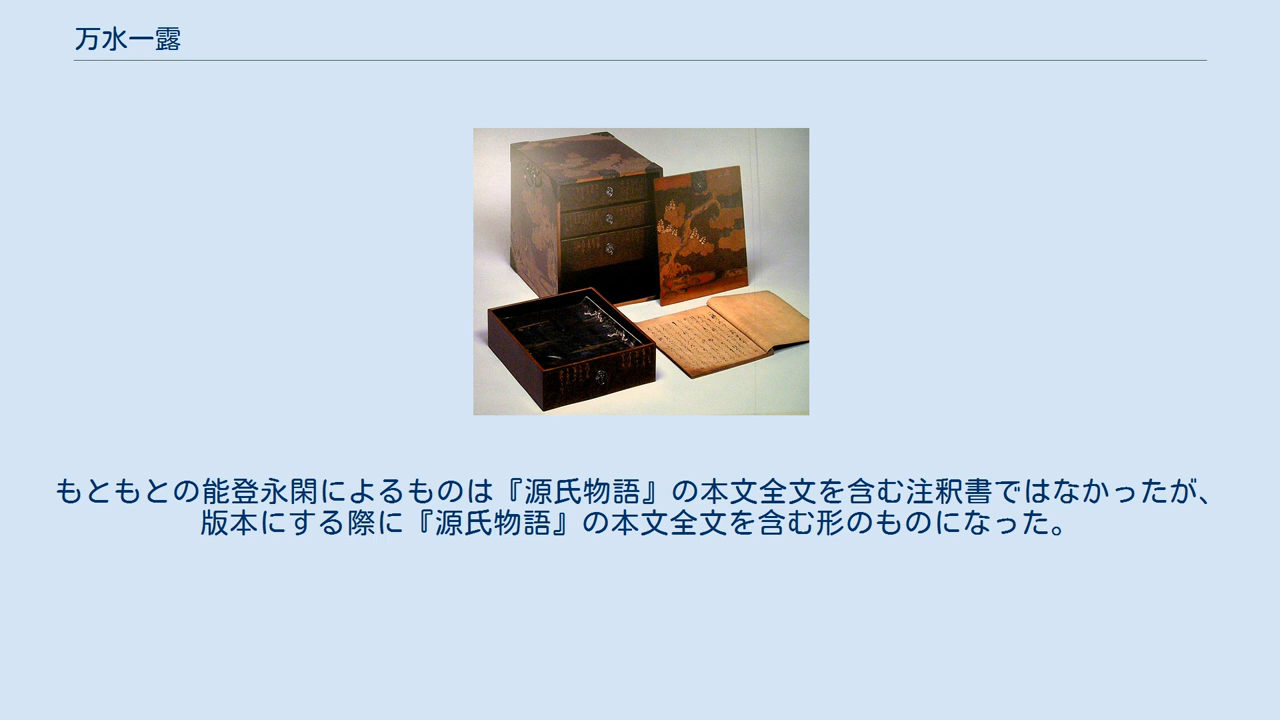 万水一露
もともとの能登永閑によるものは『源氏物語』の本文全文を含む注釈書ではなかったが、
版本にする際に『源氏物語』の本文全文を含む形のものになった。